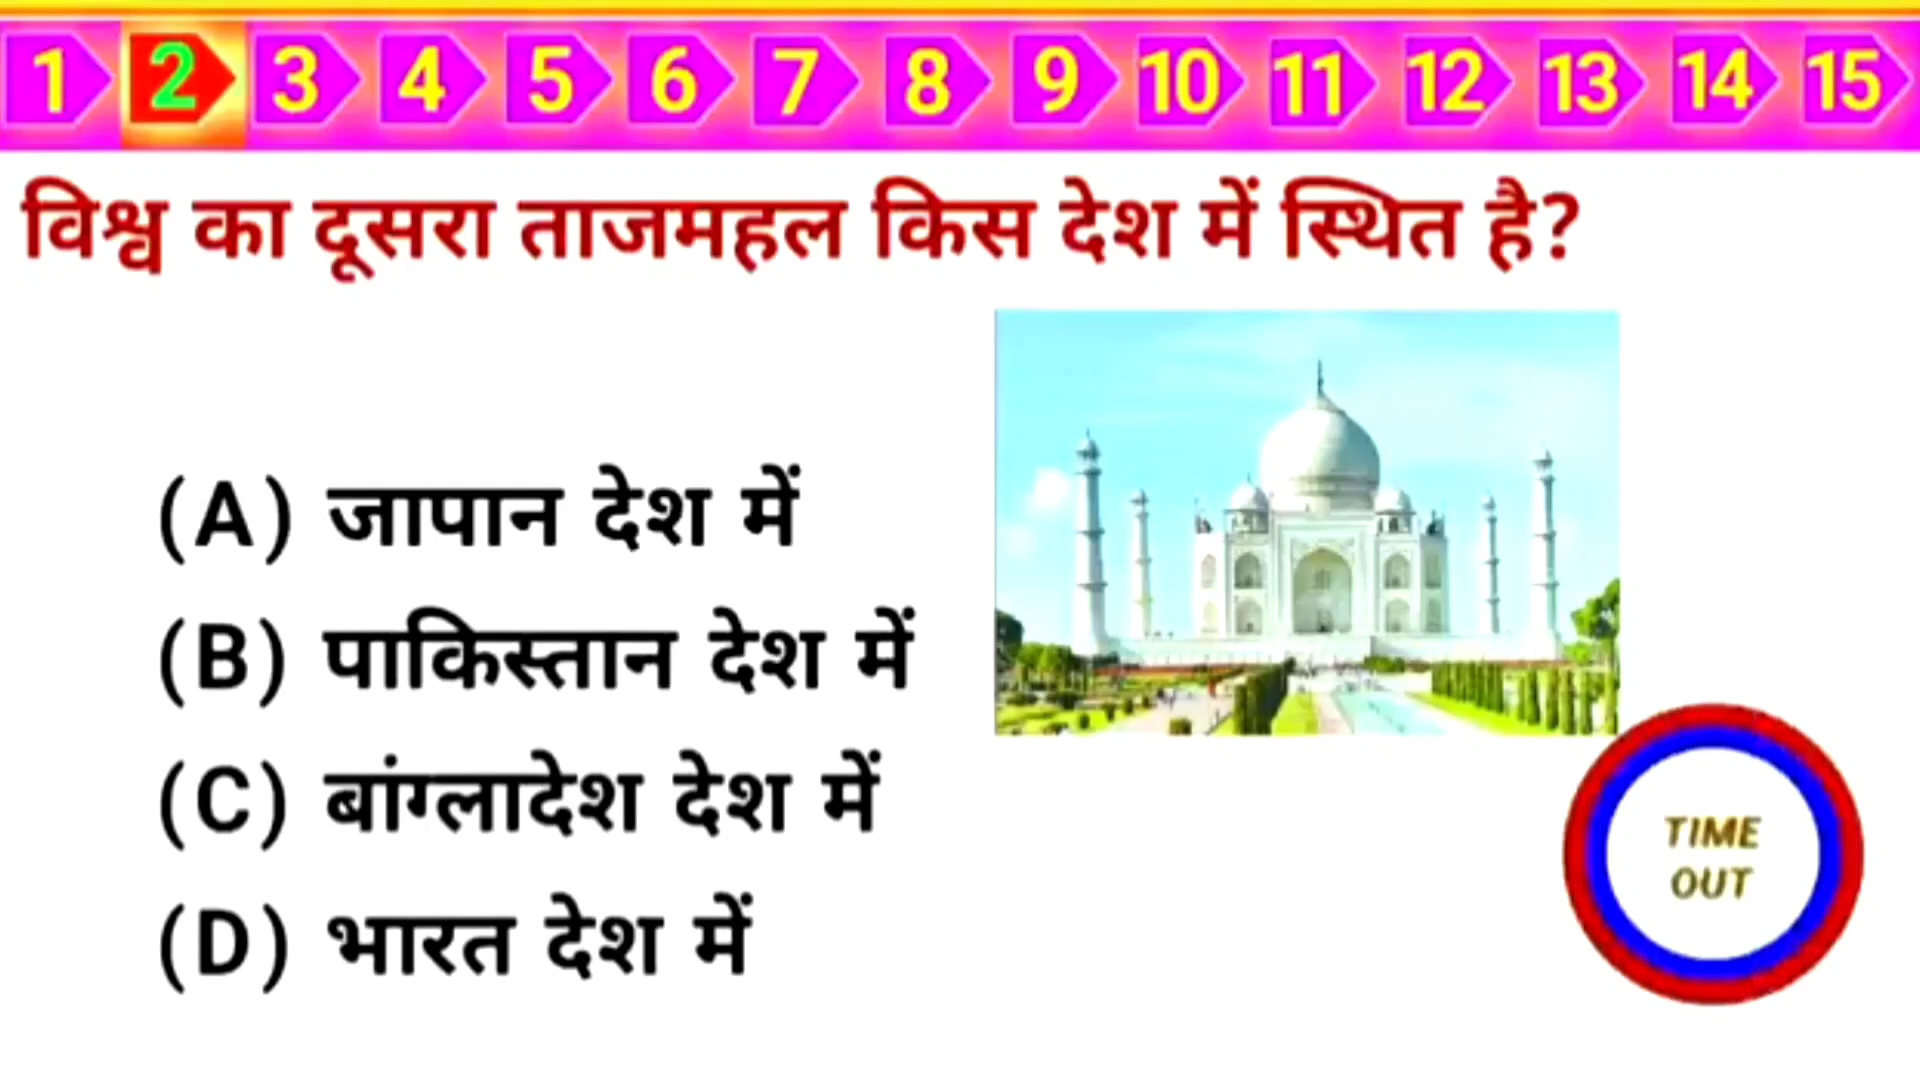 1 2 3 4 5 6 7 8 9 10 11 12 13 14 15
विश्व का दूसरा ताजमहल किस देश में स्थित है?
(A) जापान देश में
(B) पाकिस्तान देश में
(C) बांग्लादेश देश में
(D) भारत देश में
TIME
OUT